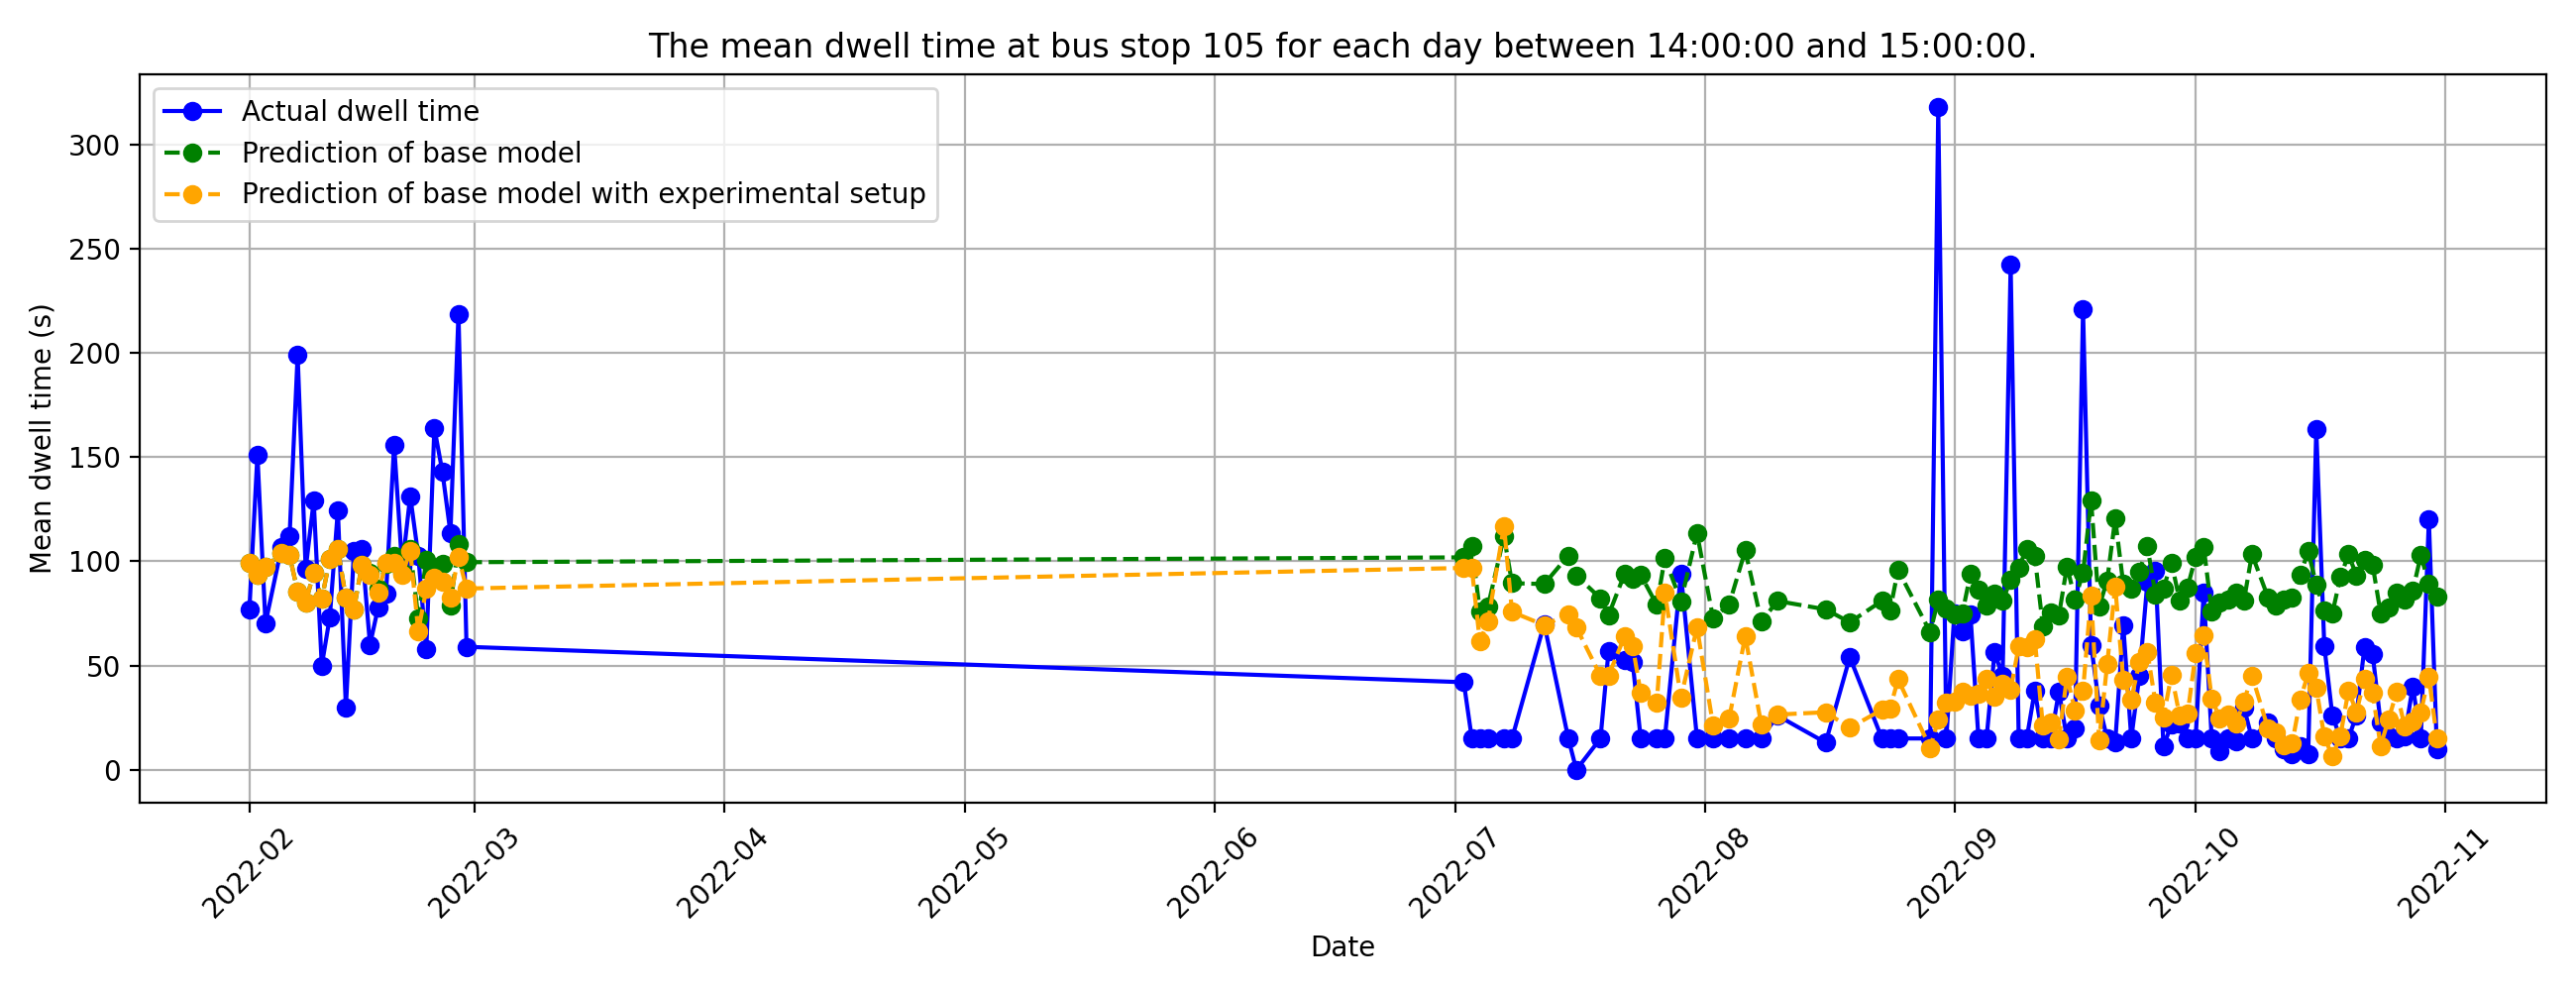 The mean dwell time at bus stop 105 for each day between 14:00:00 and 15:00:00.
Actual dwell time
Prediction of base model
Prediction of base model with experimental setup
Mean dwell time (s)
300
250
200
150
100
50
0
2022-02
2022-03
2022-04
2022-05
2022-06
2022-07
2022-08
2022-09
2022-10
2022-11
Date